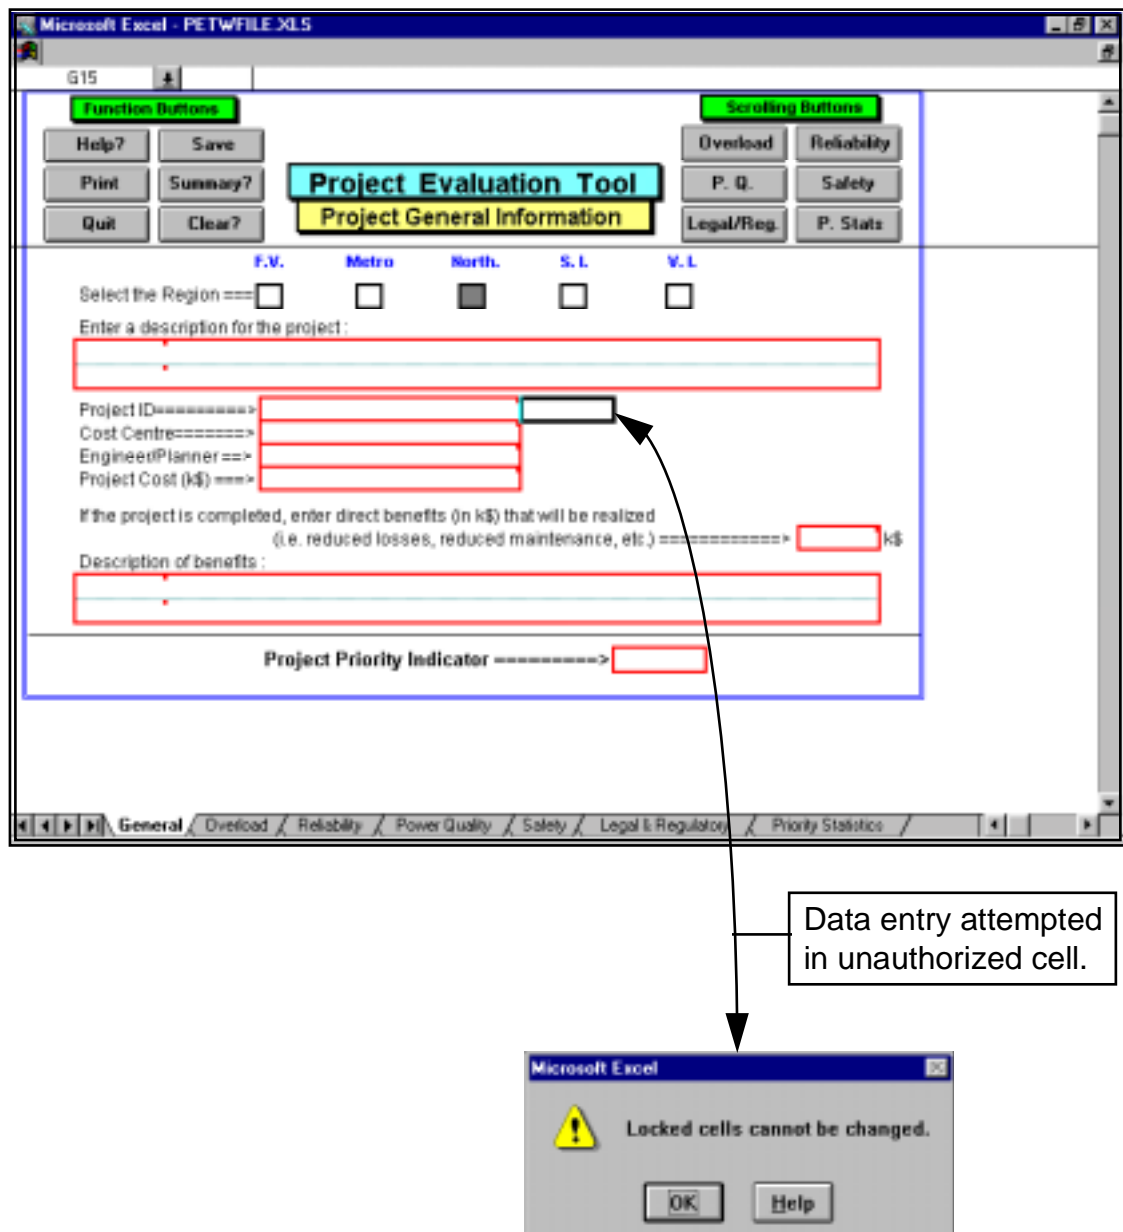 Microsoft Excel - PETWFILE.XLS
G15
Function Buttons
Scrolling Buttons
Help? Save
Overload Reliability
Print Summary?
Project Evaluation Tool
P. Q. Safety
Quit Clear?
Project General Information
Legal/Reg. P. Stats
F.V. Metro North. S. I. V. I.
Select the Region ===
Enter a description for the project :
Project ID=========>
Cost Centre=======>
Engineer/Planner ==>
Project Cost (k$) ===>
If the project is completed, enter direct benefits (in k$) that will be realized
(i.e. reduced losses, reduced maintenance, etc.) ============> k$
Description of benefits :
Project Priority Indicator =========>
General Overload Reliability Power Quality Safety Legal & Regulatory Priority Statistics
Data entry attempted
in unauthorized cell.
Microsoft Excel
Locked cells cannot be changed.
OK Help